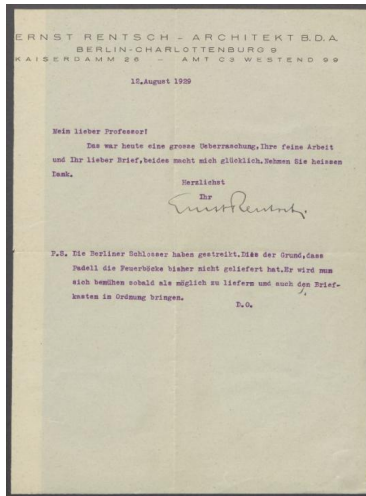 ERNST RENTSCH – ARCHITEKT B.D.A.
BERLIN-CHARLOTTENBURG 9
KAISERDAMM 26 – AMT C3 WESTEND 99
12.August 1929
Mein lieber Professor!
Das war heute eine grosse Ueberraschung.Ihre feine Arbeit
und Ihr lieber Brief,beides macht mich glücklich.Nehmen Sie heissen
Dank.
Herzlichst
Ihr
Ernst Rentsch.
P.S. Die Berliner Schlosser haben gestreikt.Dies der Grund,dass
Padell die Feuerböcke bisher nicht geliefert hat.Er wird nun
sich bemühen sobald als möglich zu liefern und auch den Brief-
kasten in Ordnung bringen.
D.O.